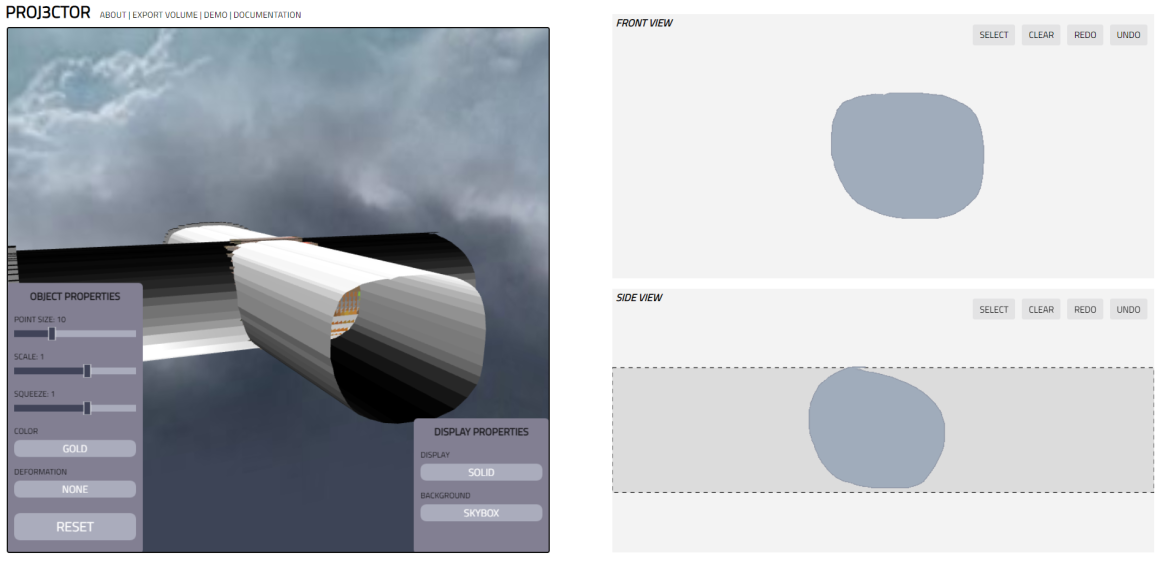 PROJ3CTOR ABOUT | EXPORT VOLUME | DEMO | DOCUMENTATION
OBJECT PROPERTIES
POINT SIZE: 10
SCALE: 1
SQUEEZE: 1
COLOR
GOLD
DEFORMATION
NONE
RESET
DISPLAY PROPERTIES
DISPLAY
SOLID
BACKGROUND
SKYBOX
FRONT VIEW
SELECT CLEAR REDO UNDO
SIDE VIEW
SELECT CLEAR REDO UNDO